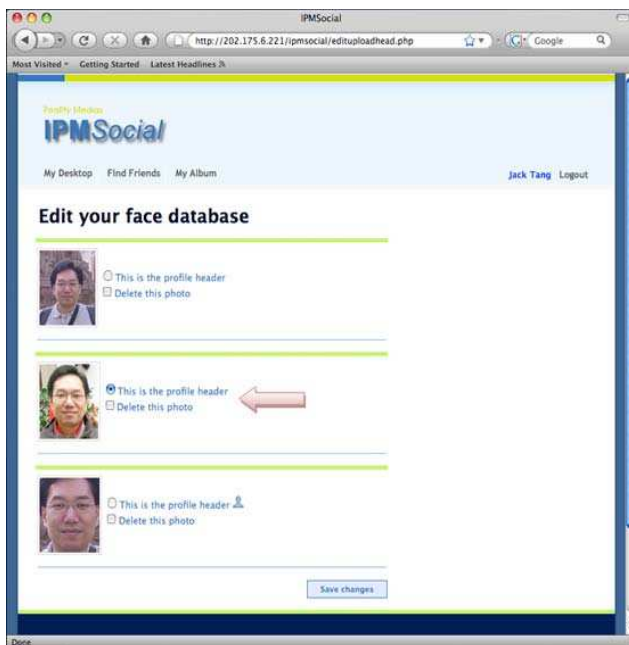 IPMSocial
http://202.175.6.221/ipmsocial/edituploadhead.php
Google
Most Visited Getting Started Latest Headlines
Reality Medias
IPMSocial
My Desktop Find Friends My Album
Jack Tang Logout
Edit your face database
This is the profile header
Delete this photo
This is the profile header
Delete this photo
This is the profile header
Delete this photo
Save changes
Done